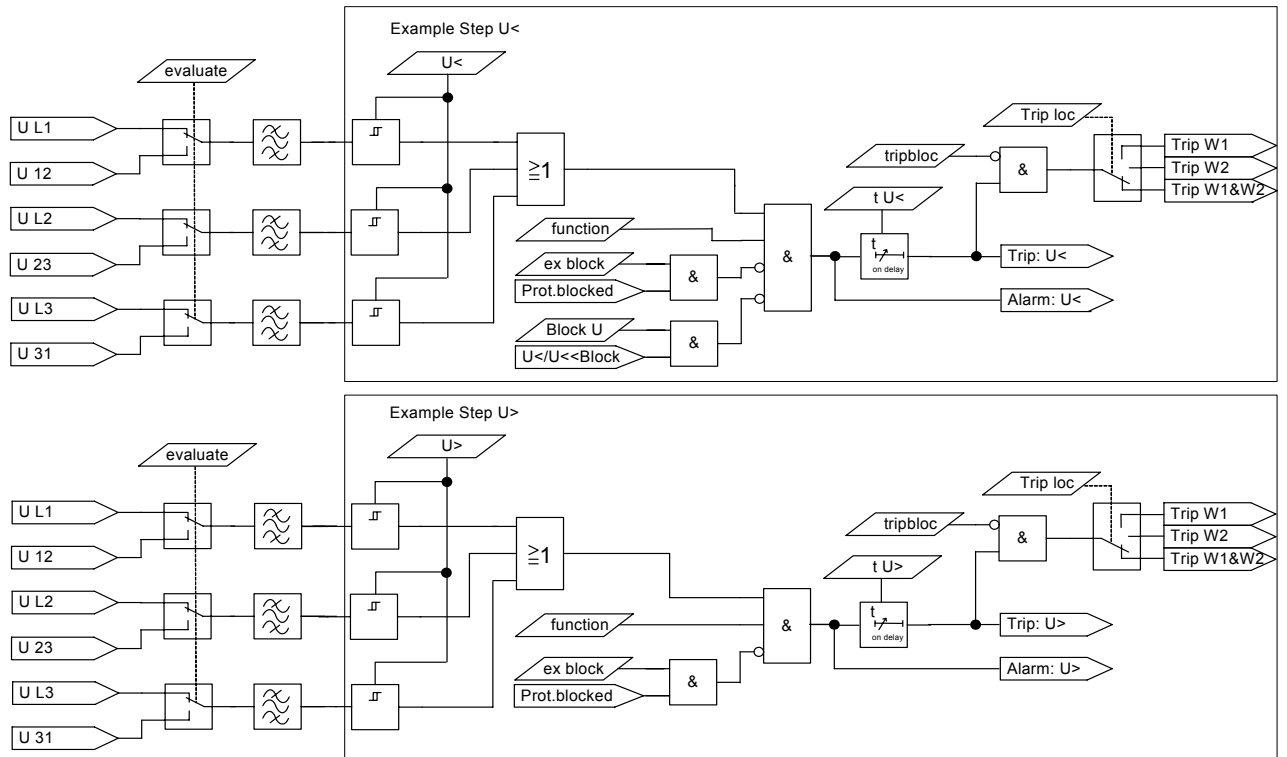 Example Step U<
U<
evaluate
U L1
U 12
U L2
U 23
U L3
U 31
≧1
function
ex block
Prot.blocked
&
Block U
U</U<<Block
&
&
t U<
t
on delay
tripbloc
&
Trip loc
Trip W1
Trip W2
Trip W1&W2
Trip: U<
Alarm: U<
Example Step U>
U>
evaluate
U L1
U 12
U L2
U 23
U L3
U 31
≧1
function
ex block
Prot.blocked
&
&
t U>
t
on delay
tripbloc
&
Trip loc
Trip W1
Trip W2
Trip W1&W2
Trip: U>
Alarm: U>